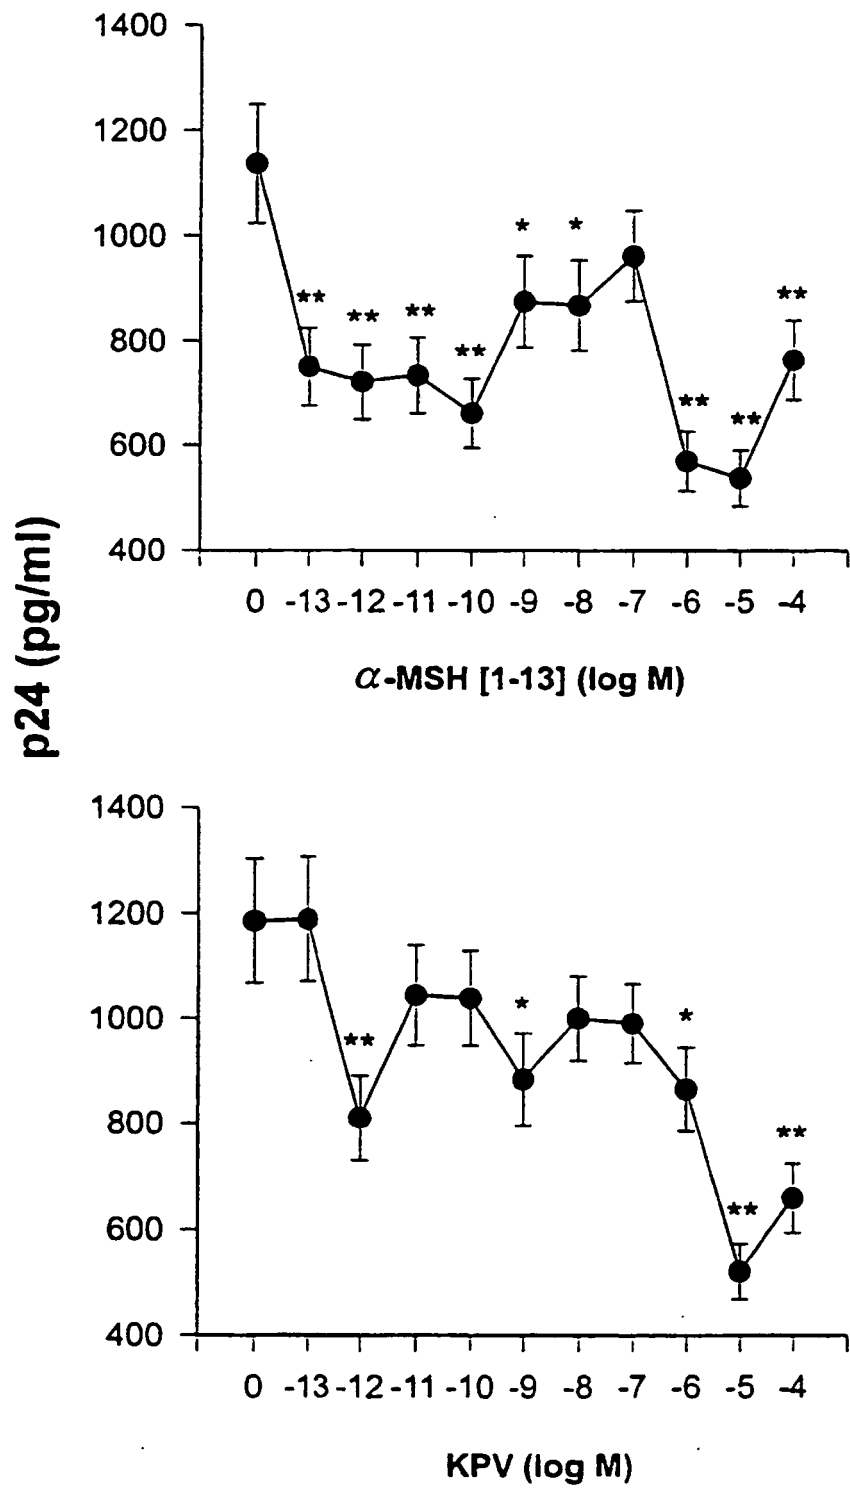 1400
1200
1000
800
600
400
* *
** ** ** ** ** ** **
0 -13 -12 -11 -10 -9 -8 -7 -6 -5 -4
α-MSH [1-13] (log M)
p24 (pg/ml)
1400
1200
1000
800
600
400
** * * ** **
0 -13 -12 -11 -10 -9 -8 -7 -6 -5 -4
KPV (log M)